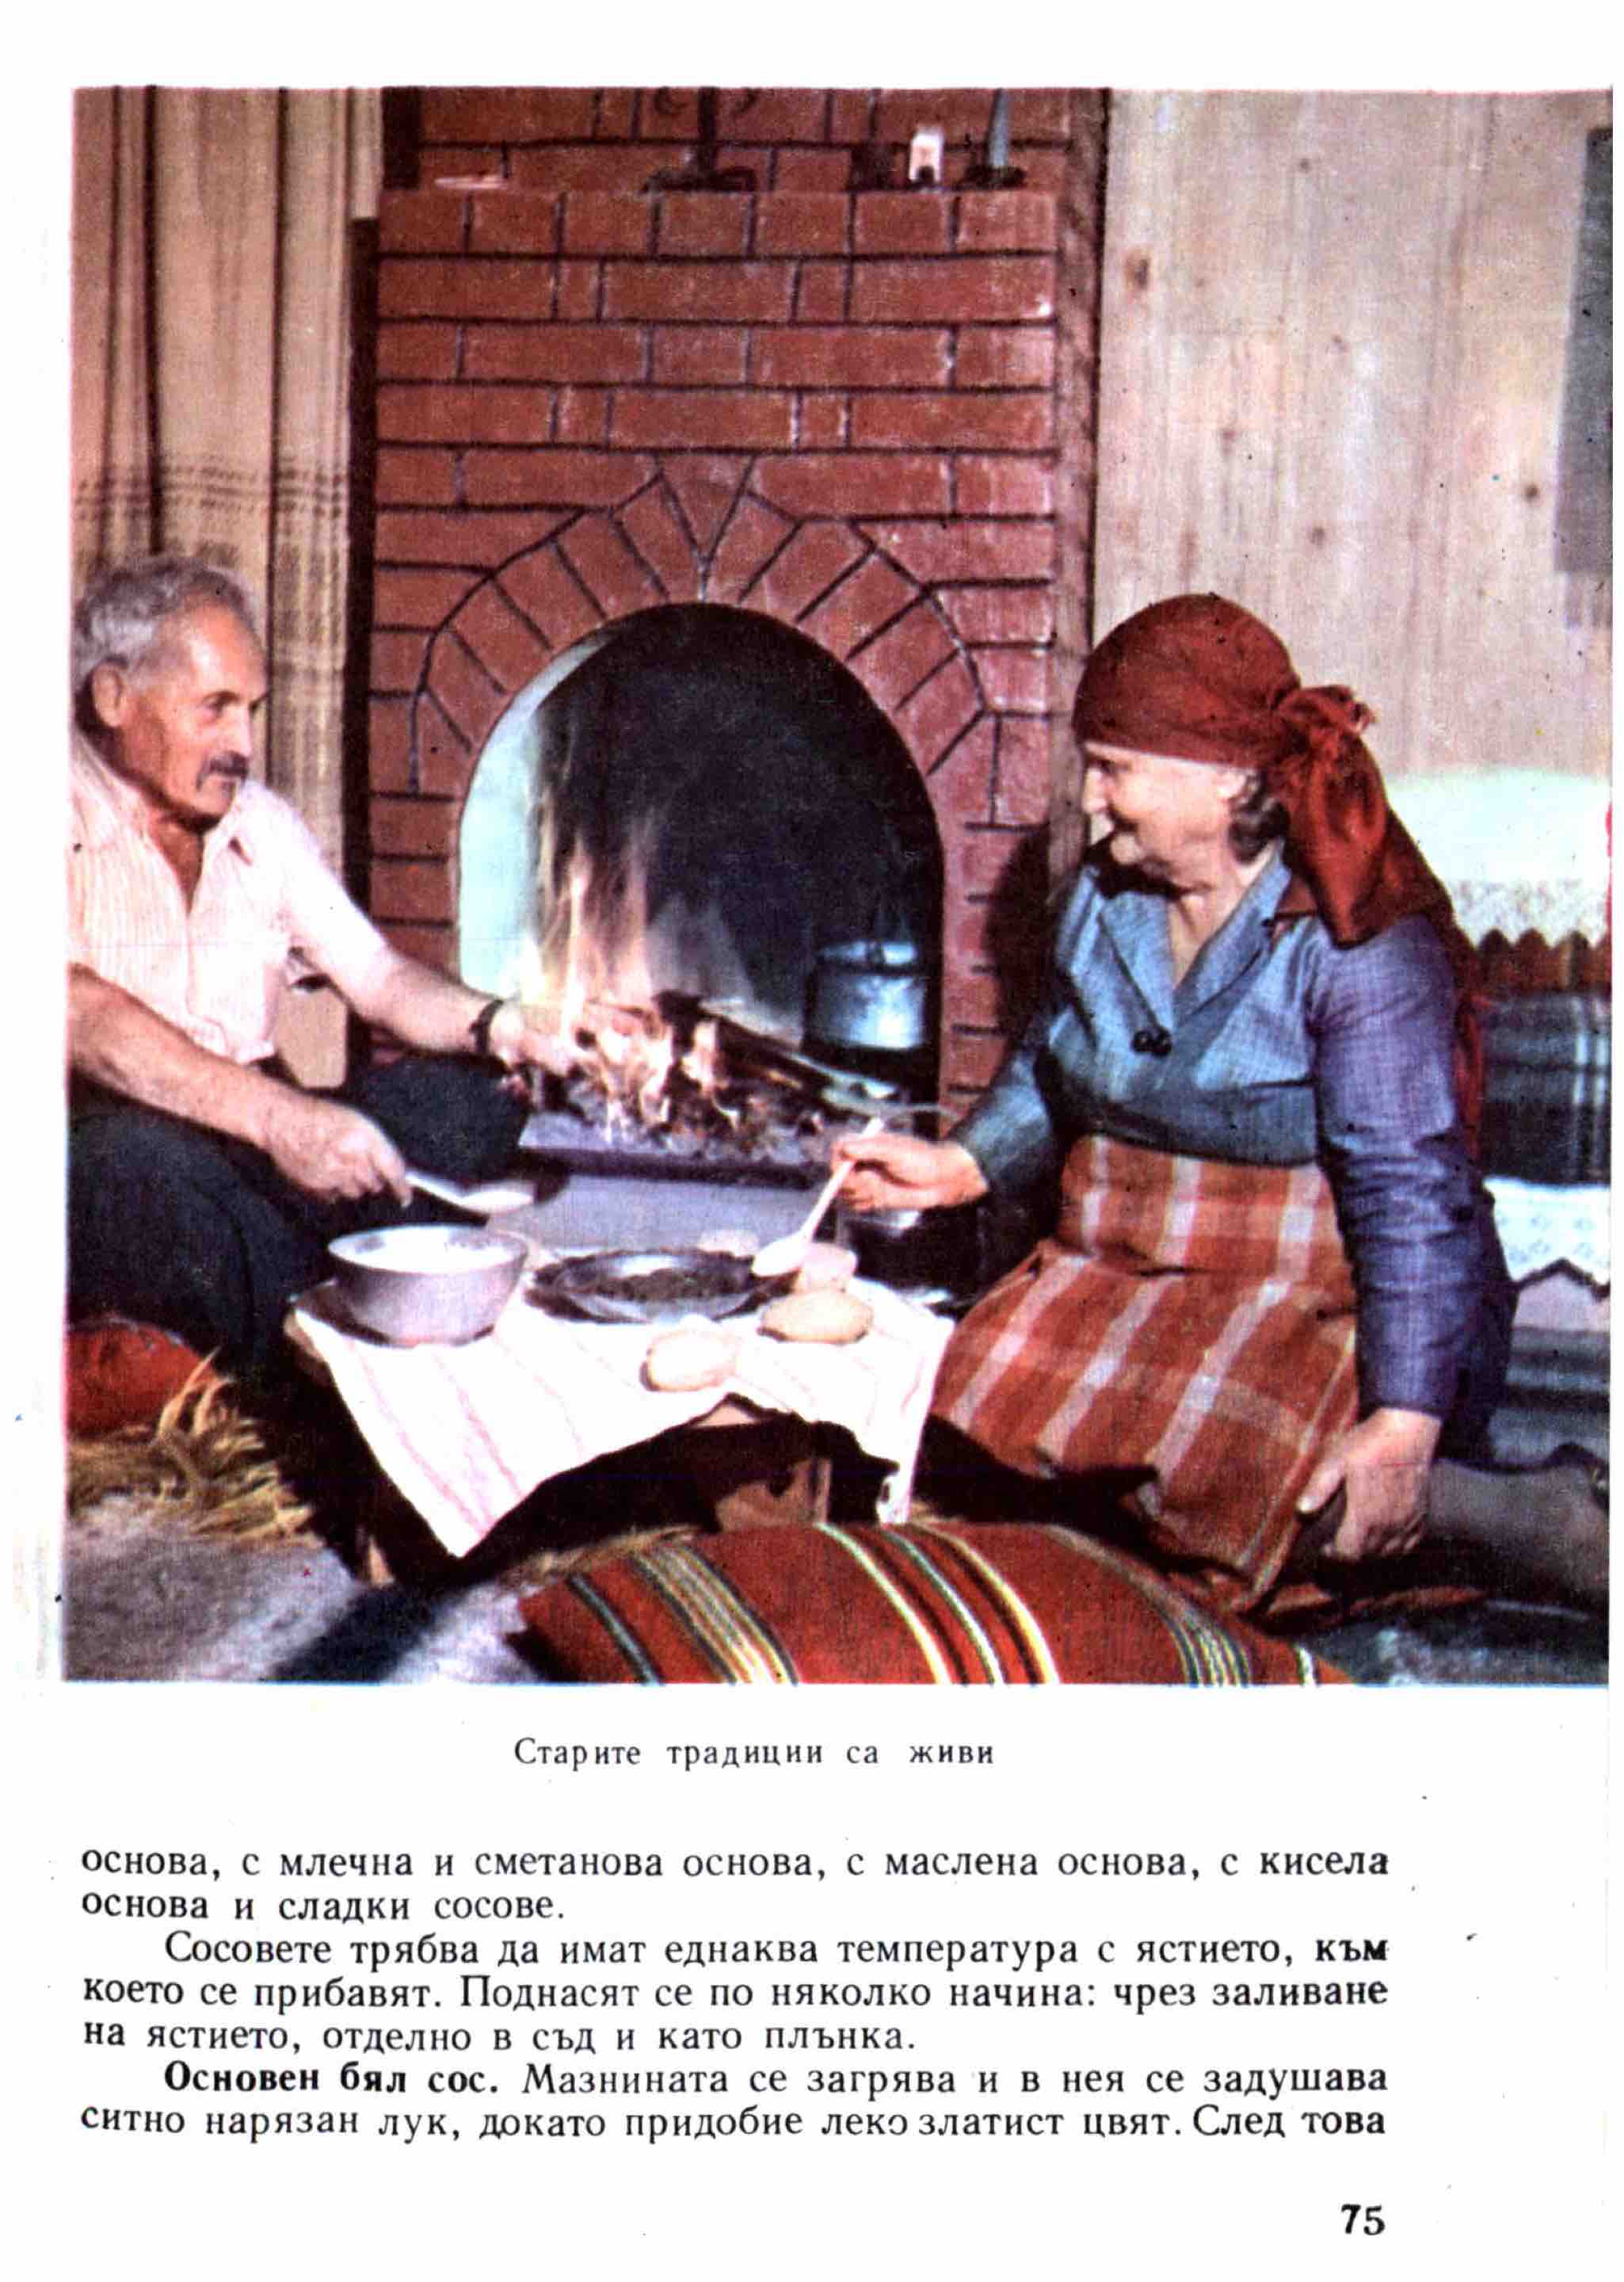 Старите традиции са живи
основа, с млечна и сметанова основа, с маслена основа, с кисела
основа и сладки сосове.
Сосовете трябва да имат еднаква температура с ястието, към
което се прибавят. Поднасят се по няколко начина: чрез заливане
на ястието, отделно в съд и като плънка.
Основен бял сос. Мазнината се загрява и в нея се задушава
ситно нарязан лук, докато придобие леко златист цвят. След това
75